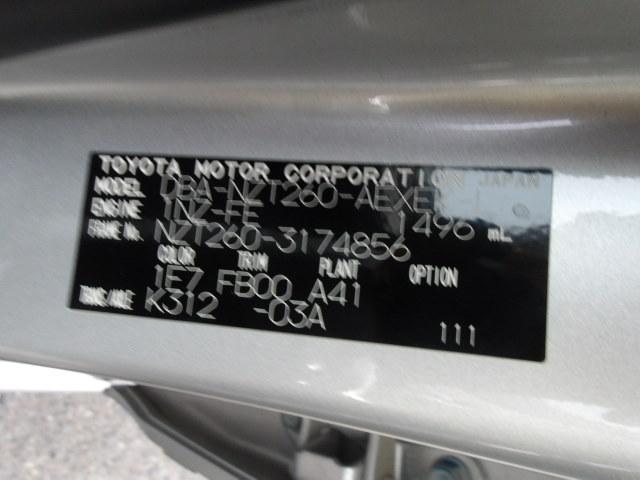 TOYOTA MOTOR CORPORATION JAPAN
MODEL DBA-NZT260-AEXEK
ENGINE 1NZ-FE 1496 mL
FRAME No. NZT260-3174856
COLOR TRIM PLANT OPTION
1E7 FB00 A41
TRANS/AXLE K312 -03A
111